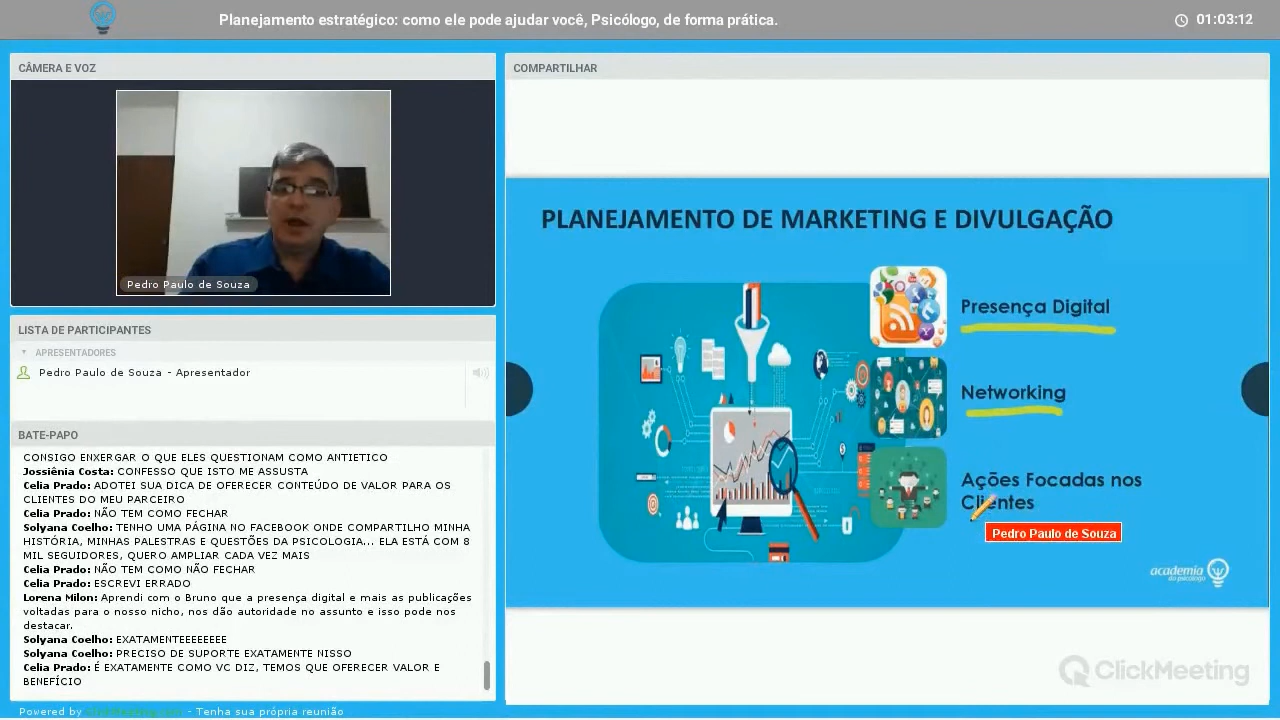 Planejamento estratégico: como ele pode ajudar você, Psicólogo, de forma prática.
01:03:12
CÂMERA E VOZ
Pedro Paulo de Souza
LISTA DE PARTICIPANTES
APRESENTADORES
Pedro Paulo de Souza - Apresentador
BATE-PAPO
CONSIGO ENXERGAR O QUE ELES QUESTIONAM COMO ANTIETICO
Jossiênia Costa: CONFESSO QUE ISTO ME ASSUSTA
Celia Prado: ADOTEI SUA DICA DE OFERECER CONTEÚDO DE VALOR PARA OS
CLIENTES DO MEU PARCEIRO
Celia Prado: NÃO TEM COMO FECHAR
Solyana Coelho: TENHO UMA PÁGINA NO FACEBOOK ONDE COMPARTILHO MINHA
HISTÓRIA, MINHAS PALESTRAS E QUESTÕES DA PSICOLOGIA... ELA ESTÁ COM 8
MIL SEGUIDORES, QUERO AMPLIAR CADA VEZ MAIS
Celia Prado: NÃO TEM COMO NÃO FECHAR
Celia Prado: ESCREVI ERRADO
Lorena Milon: Aprendi com o Bruno que a presença digital e mais as publicações
voltadas para o nosso nicho, nos dão autoridade no assunto e isso pode nos
destacar.
Solyana Coelho: EXATAMENTEEEEEEEE
Solyana Coelho: PRECISO DE SUPORTE EXATAMENTE NISSO
Celia Prado: É EXATAMENTE COMO VC DIZ, TEMOS QUE OFERECER VALOR E
BENEFÍCIO
Powered by ClickMeeting.com - Tenha sua própria reunião
COMPARTILHAR
PLANEJAMENTO DE MARKETING E DIVULGAÇÃO
Presença Digital
Networking
Ações Focadas nos
Clientes
Pedro Paulo de Souza
academia
do psicólogo
ClickMeeting